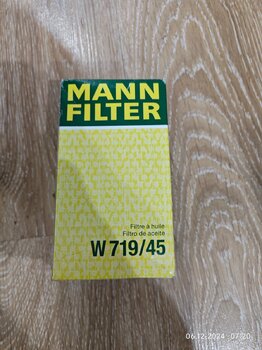 MANN
FILTER
Filtre à huile
Filtro de aceite
W 719/45
06.12.2024 - 07:20